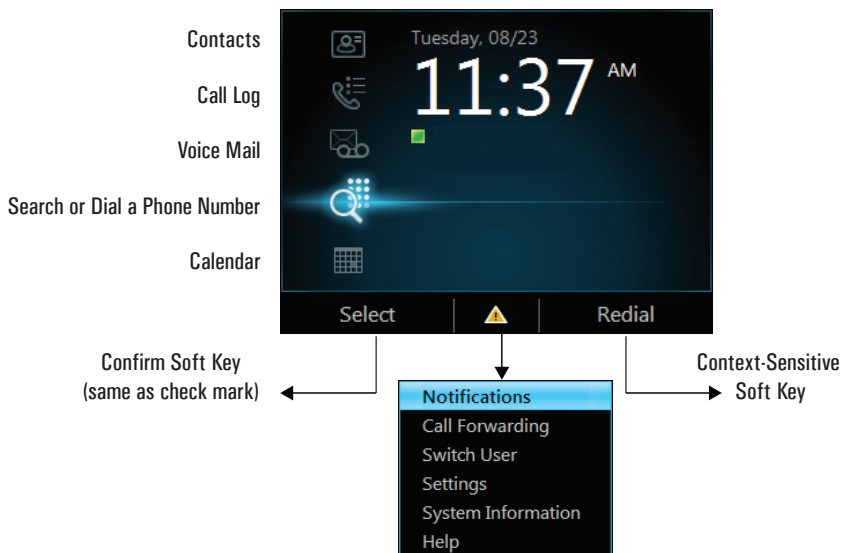 Contacts
Call Log
Voice Mail
Search or Dial a Phone Number
Calendar
Tuesday, 08/23
11:37 AM
Select
Redial
Confirm Soft Key
(same as check mark)
Context-Sensitive
Soft Key
Notifications
Call Forwarding
Switch User
Settings
System Information
Help